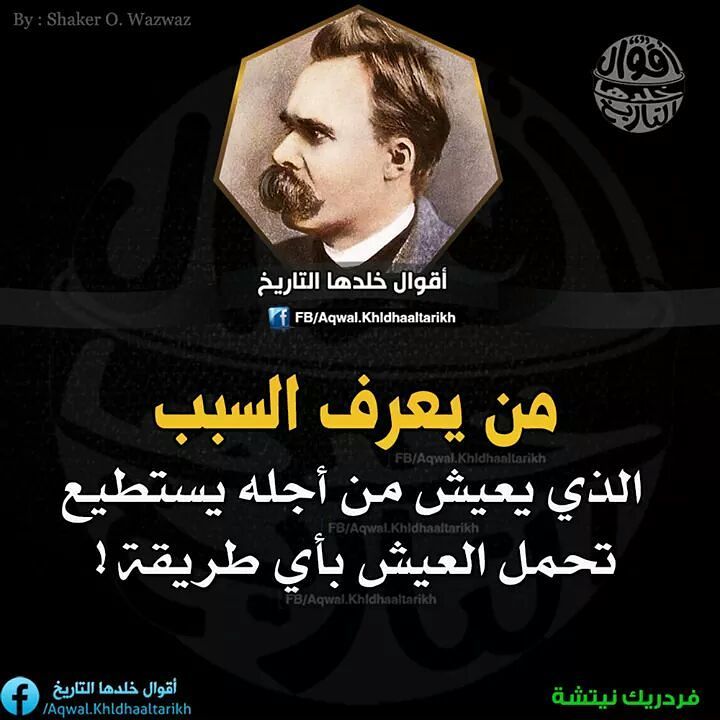 By : Shaker O. Wazwaz
أقوال
خلدها
التاريخ
أقوال خلدها التاريخ
FB/Aqwal.Khldhaaltarikh
من يعرف السبب
FB/Aqwal.Khldhaaltarikh
الذي يعيش من أجله يستطيع
FB/Aqwal.Khldhaaltarikh
تحمل العيش بأي طريقة !
FB/Aqwal.Khldhaaltarikh
أقوال خلدها التاريخ
/Aqwal.Khldhaaltarikh
فردريك نيتشة